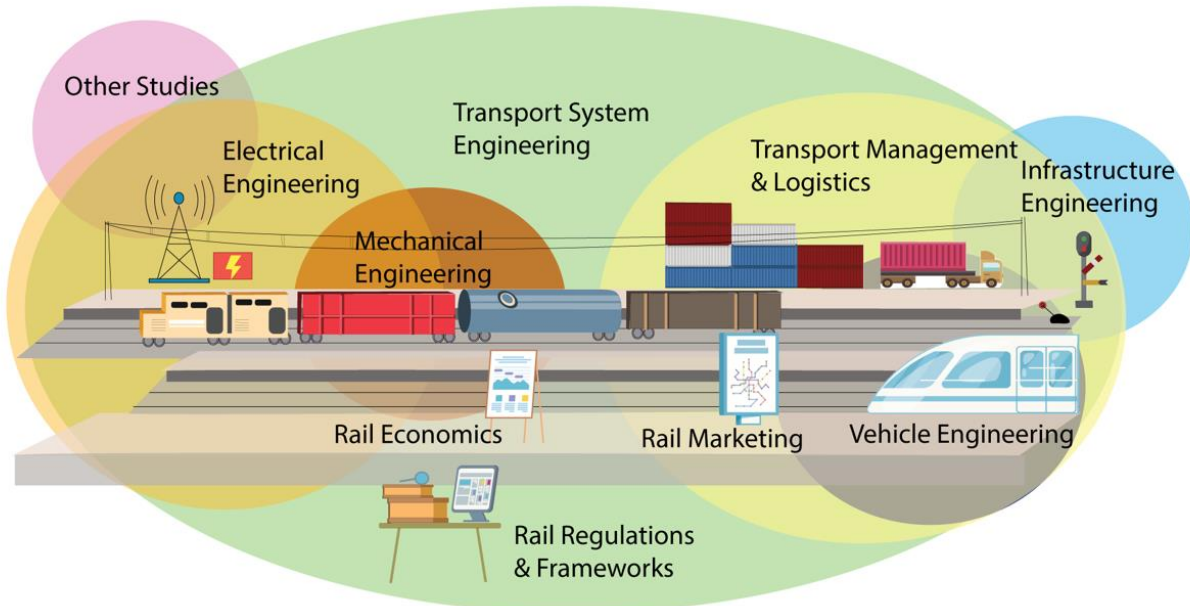 Other Studies
Transport System
Engineering
Electrical
Engineering
Transport Management
& Logistics
Infrastructure
Engineering
Mechanical
Engineering
Rail Economics
Rail Marketing
Vehicle Engineering
Rail Regulations
& Frameworks